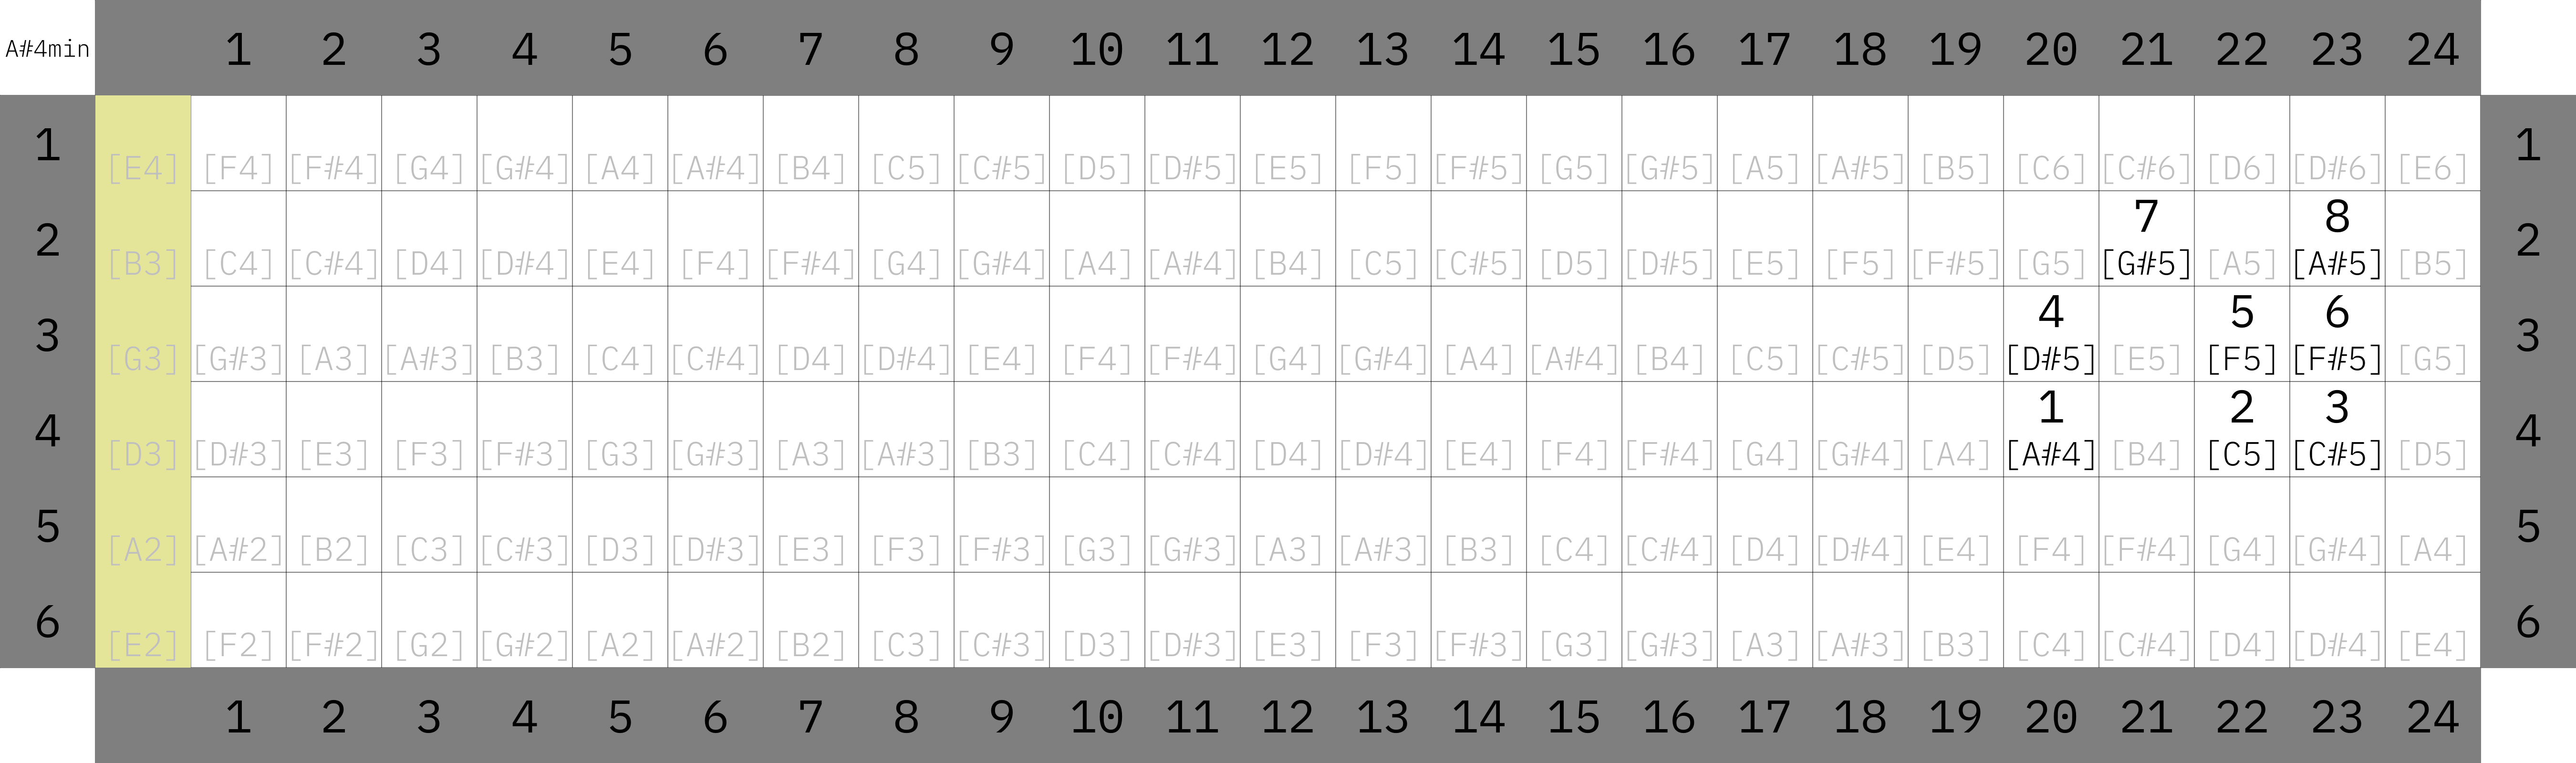 A#4min 1 2 3 4 5 6 7 8 9 10 11 12 13 14 15 16 17 18 19 20 21 22 23 24
1 [E4] [F4] [F#4] [G4] [G#4] [A4] [A#4] [B4] [C5] [C#5] [D5] [D#5] [E5] [F5] [F#5] [G5] [G#5] [A5] [A#5] [B5] [C6] [C#6] [D6] [D#6] [E6] 1
7 8
2 [B3] [C4] [C#4] [D4] [D#4] [E4] [F4] [F#4] [G4] [G#4] [A4] [A#4] [B4] [C5] [C#5] [D5] [D#5] [E5] [F5] [F#5] [G5] [G#5] [A5] [A#5] [B5] 2
4 5 6
3 [G3] [G#3] [A3] [A#3] [B3] [C4] [C#4] [D4] [D#4] [E4] [F4] [F#4] [G4] [G#4] [A4] [A#4] [B4] [C5] [C#5] [D5] [D#5] [E5] [F5] [F#5] [G5] 3
1 2 3
4 [D3] [D#3] [E3] [F3] [F#3] [G3] [G#3] [A3] [A#3] [B3] [C4] [C#4] [D4] [D#4] [E4] [F4] [F#4] [G4] [G#4] [A4] [A#4] [B4] [C5] [C#5] [D5] 4
5 [A2] [A#2] [B2] [C3] [C#3] [D3] [D#3] [E3] [F3] [F#3] [G3] [G#3] [A3] [A#3] [B3] [C4] [C#4] [D4] [D#4] [E4] [F4] [F#4] [G4] [G#4] [A4] 5
6 [E2] [F2] [F#2] [G2] [G#2] [A2] [A#2] [B2] [C3] [C#3] [D3] [D#3] [E3] [F3] [F#3] [G3] [G#3] [A3] [A#3] [B3] [C4] [C#4] [D4] [D#4] [E4] 6
1 2 3 4 5 6 7 8 9 10 11 12 13 14 15 16 17 18 19 20 21 22 23 24